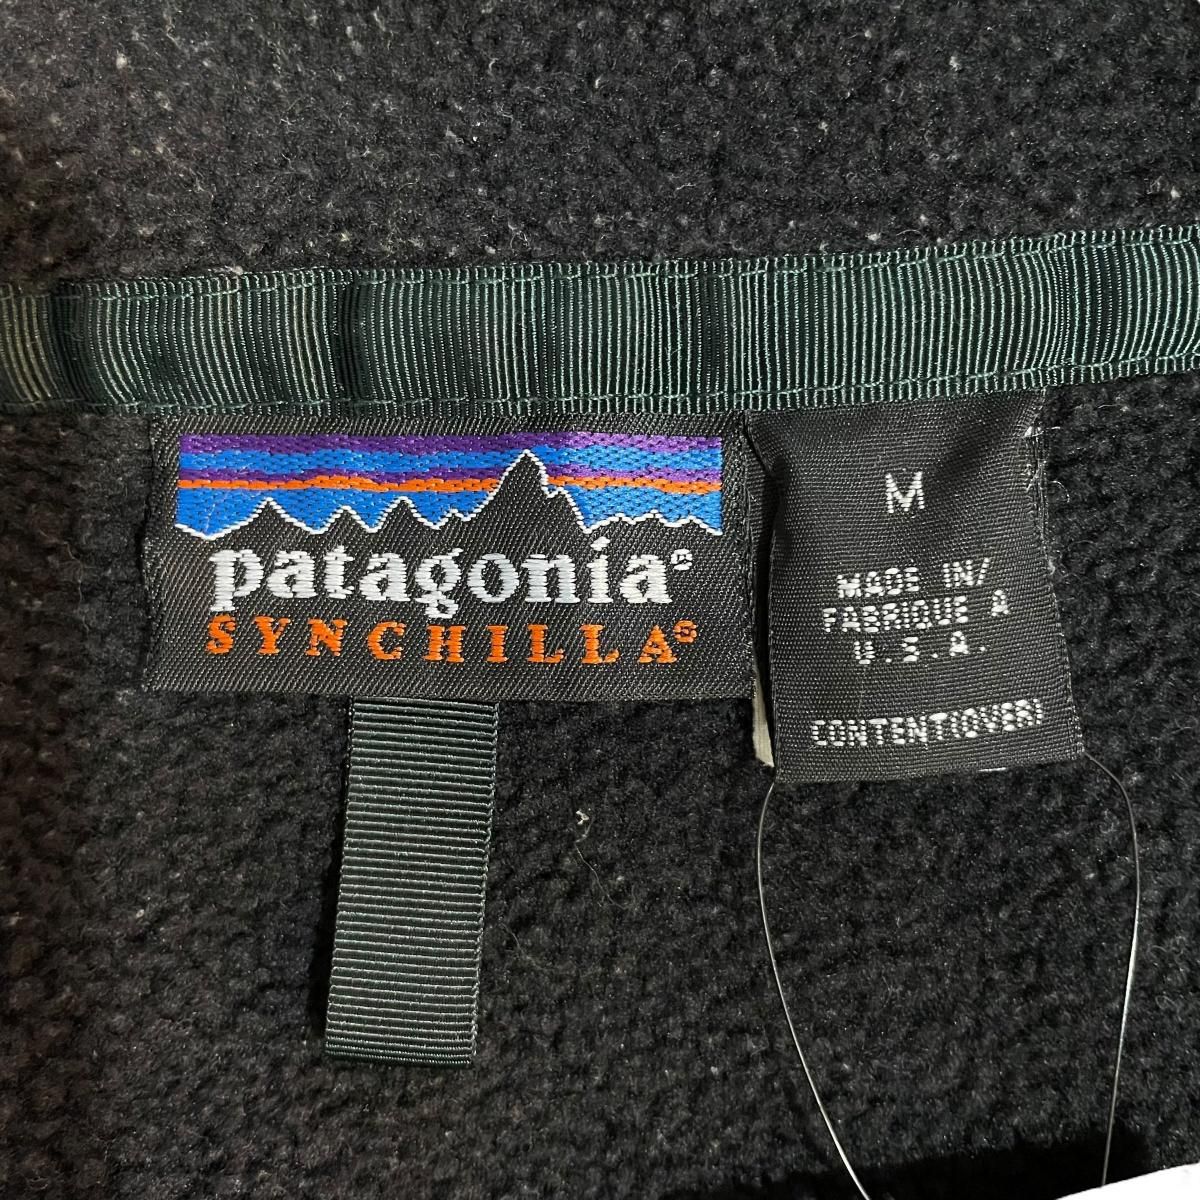 patagonia®
SYNCHILLA®
M
MADE IN/
FABRIQUE A
U.S.A.
CONTENT(OVER)